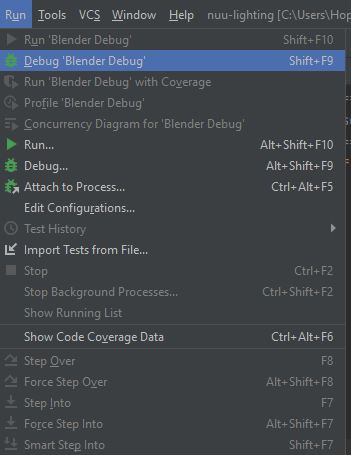 Run Tools VCS Window Help nuu-lighting [C:\Users\Hop
Run 'Blender Debug' Shift+F10
Debug 'Blender Debug' Shift+F9
Run 'Blender Debug' with Coverage
Profile 'Blender Debug'
Concurrency Diagram for 'Blender Debug'
Run... Alt+Shift+F10
Debug... Alt+Shift+F9
Attach to Process... Ctrl+Alt+F5
Edit Configurations...
Test History
Import Tests from File...
Stop Ctrl+F2
Stop Background Processes... Ctrl+Shift+F2
Show Running List
Show Code Coverage Data Ctrl+Alt+F6
Step Over F8
Force Step Over Alt+Shift+F8
Step Into F7
Force Step Into Alt+Shift+F7
Smart Step Into Shift+F7